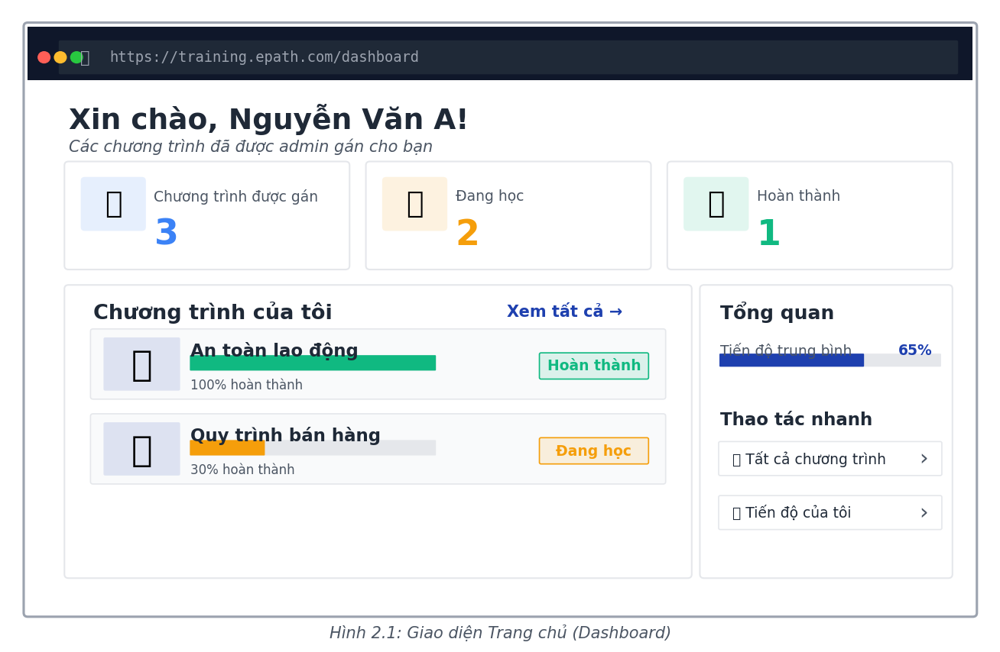 https://training.epath.com/dashboard
Xin chào, Nguyễn Văn A!
Các chương trình đã được admin gán cho bạn
Chương trình được gán
3
Đang học
2
Hoàn thành
1
Chương trình của tôi
Xem tất cả →
An toàn lao động
100% hoàn thành
Hoàn thành
Quy trình bán hàng
30% hoàn thành
Đang học
Tổng quan
Tiến độ trung bình
65%
Thao tác nhanh
Tất cả chương trình ›
Tiến độ của tôi ›
Hình 2.1: Giao diện Trang chủ (Dashboard)